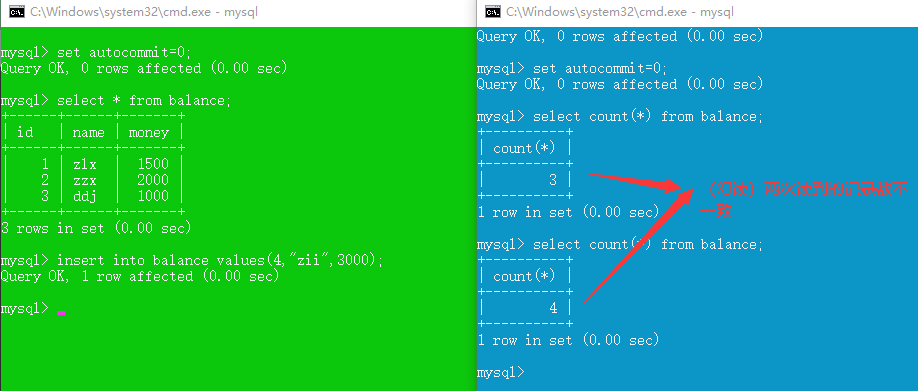 C:\Windows\system32\cmd.exe - mysql
mysql> set autocommit=0;
Query OK, 0 rows affected (0.00 sec)
mysql> select * from balance;
+------+------+-------+
| id | name | money |
+------+------+-------+
| 1 | zlx | 1500 |
| 2 | zzx | 2000 |
| 3 | ddj | 1000 |
+------+------+-------+
3 rows in set (0.00 sec)
mysql> insert into balance values(4,"zii",3000);
Query OK, 1 row affected (0.00 sec)
mysql>
C:\Windows\system32\cmd.exe - mysql
Query OK, 0 rows affected (0.00 sec)
mysql> set autocommit=0;
Query OK, 0 rows affected (0.00 sec)
mysql> select count(*) from balance;
+----------+
| count(*) |
+----------+
| 3 |
+----------+
1 row in set (0.00 sec)
mysql> select count(*) from balance;
+----------+
| count(*) |
+----------+
| 4 |
+----------+
1 row in set (0.00 sec)
mysql>
(幻读) 两次读到的记录数不
一致